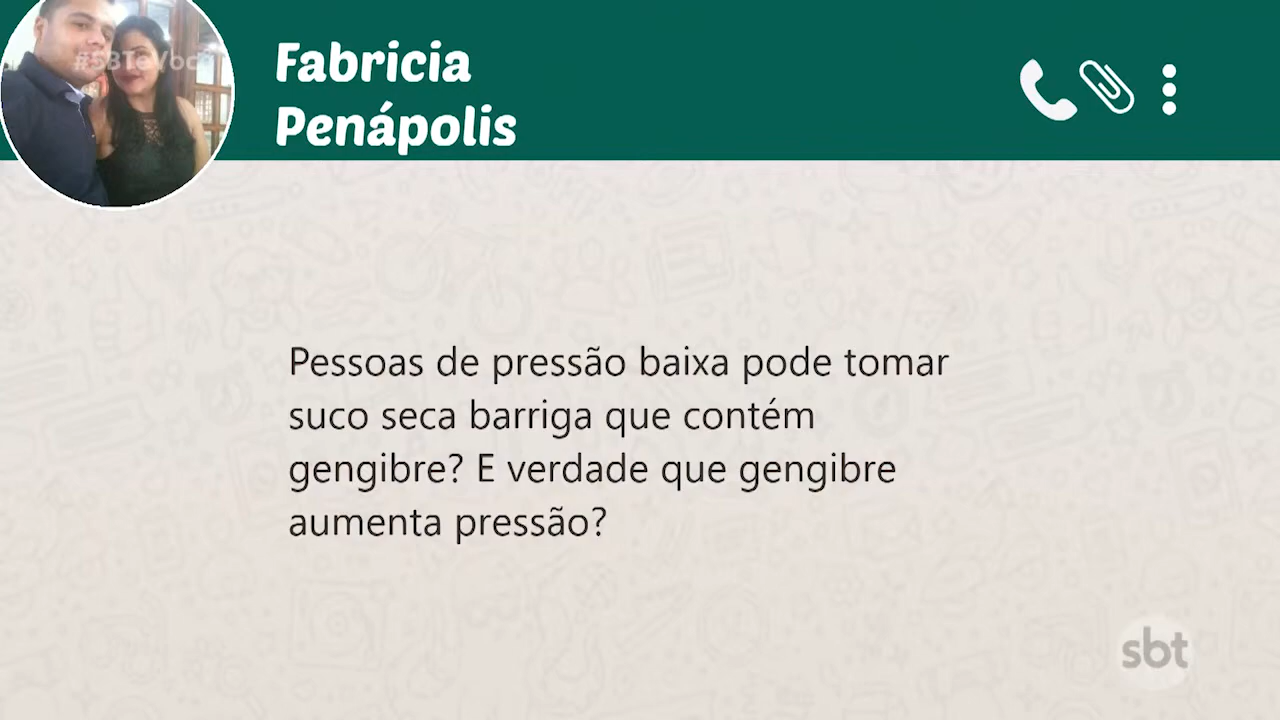 #SBTeVocê
Fabricia
Penápolis
Pessoas de pressão baixa pode tomar
suco seca barriga que contém
gengibre? E verdade que gengibre
aumenta pressão?
sbt